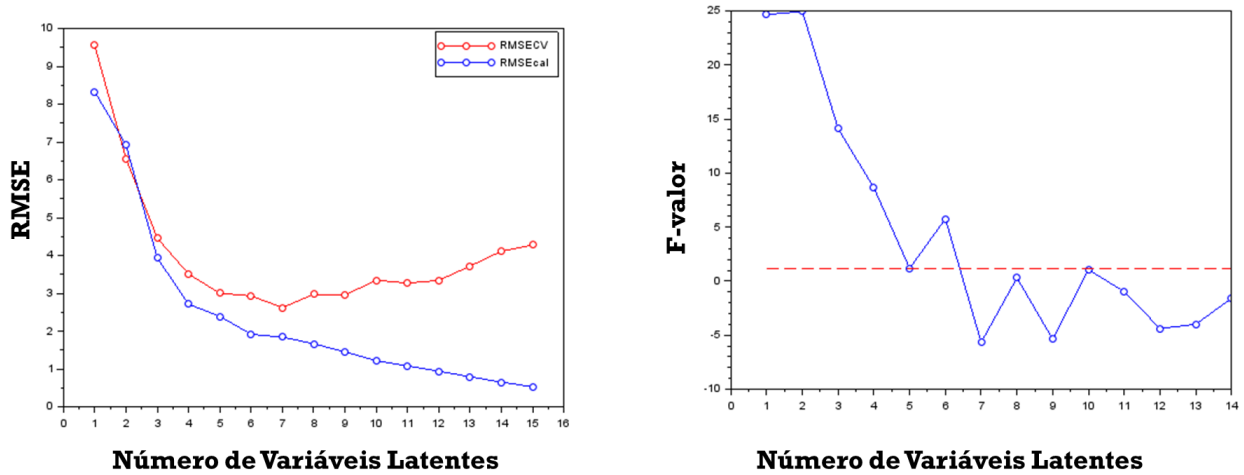 10
9
8
7
6
5
4
3
2
1
0
RMSE
RMSECV
RMSEcal
0 1 2 3 4 5 6 7 8 9 10 11 12 13 14 15 16
Número de Variáveis Latentes
25
20
15
10
5
0
-5
-10
F-valor
0 1 2 3 4 5 6 7 8 9 10 11 12 13 14
Número de Variáveis Latentes